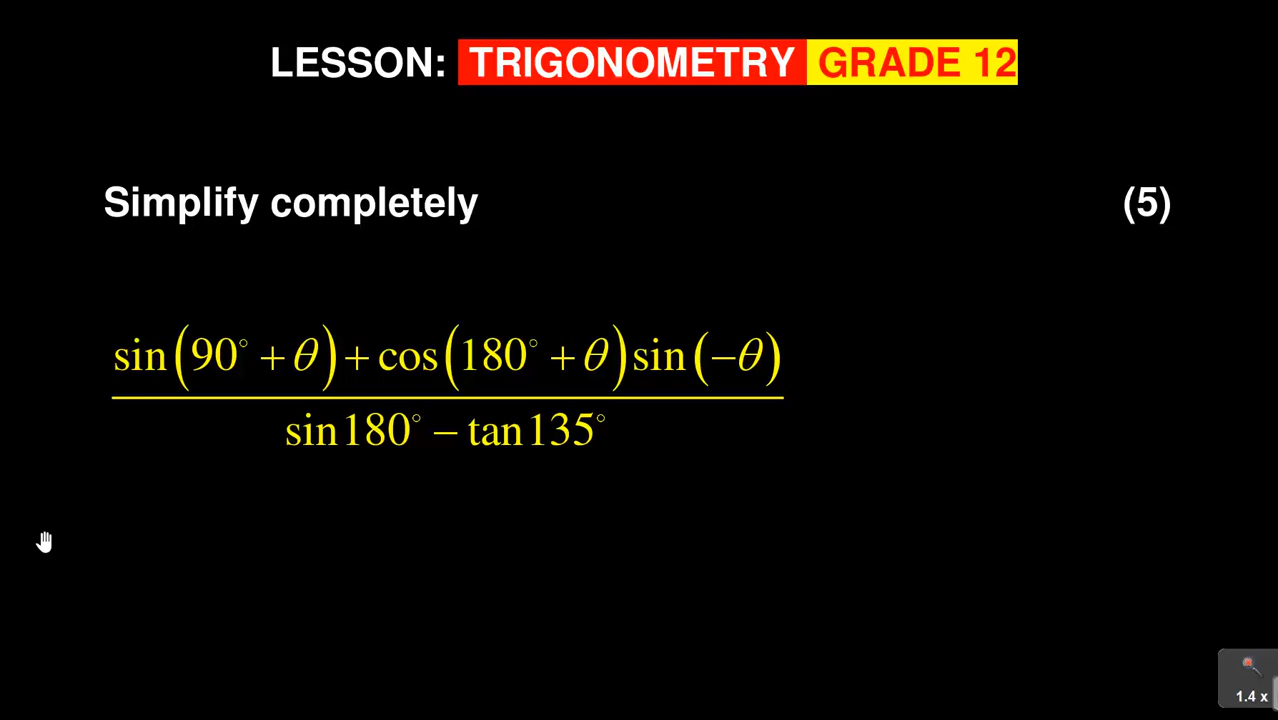 LESSON: TRIGONOMETRY GRADE 12
Simplify completely (5)
sin(90° + θ) + cos(180° + θ)sin(−θ)
sin180° − tan135°
1.4 x